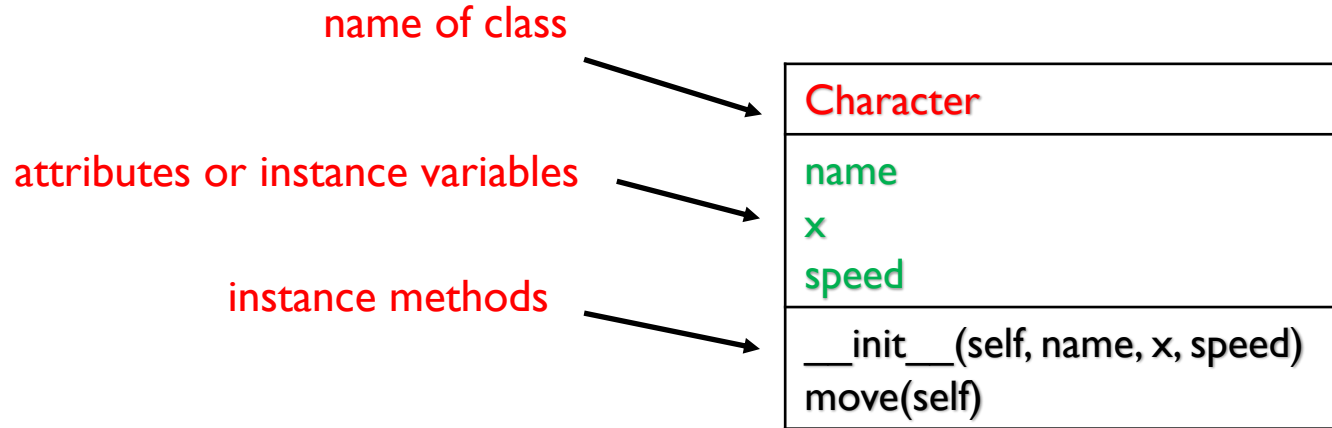 name of class
Character
attributes or instance variables
name
x
speed
instance methods
__init__(self, name, x, speed)
move(self)